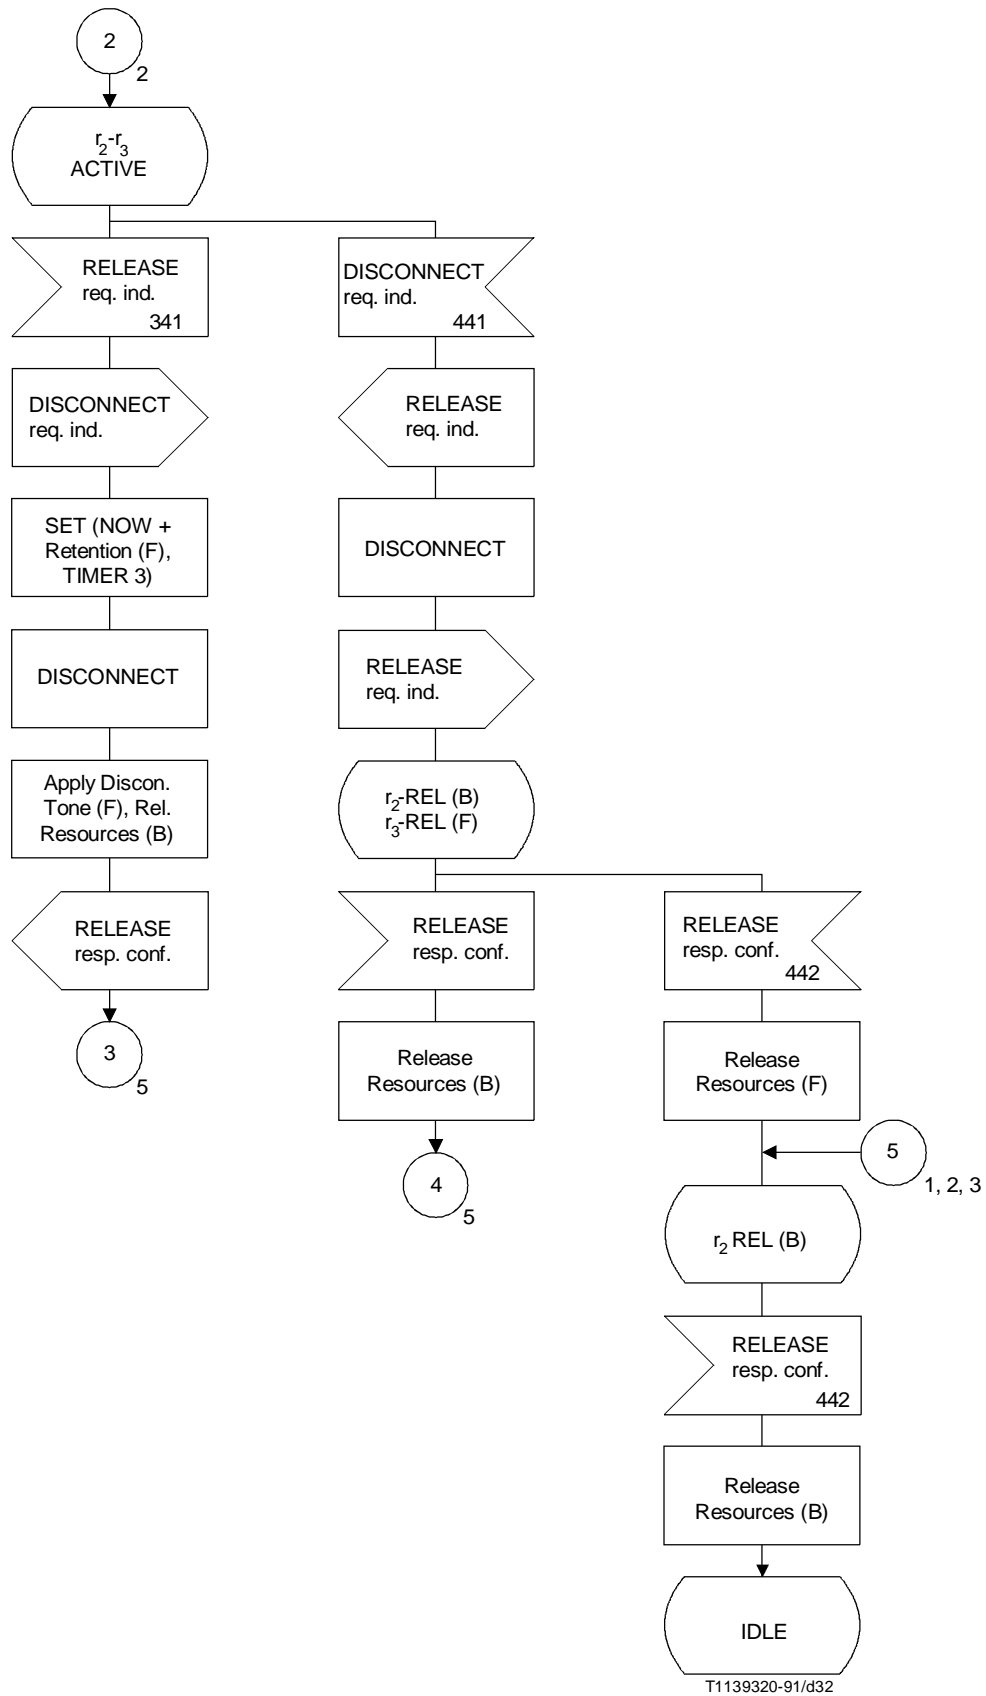 2
2
r2-r3
ACTIVE
RELEASE
req. ind.
341
DISCONNECT
req. ind.
441
DISCONNECT
req. ind.
RELEASE
req. ind.
SET (NOW +
Retention (F),
TIMER 3)
DISCONNECT
DISCONNECT
RELEASE
req. ind.
Apply Discon.
Tone (F), Rel.
Resources (B)
r2-REL (B)
r3-REL (F)
RELEASE
resp. conf.
RELEASE
resp. conf.
RELEASE
resp. conf.
442
3
5
Release
Resources (B)
Release
Resources (F)
4
5
5
1, 2, 3
r2 REL (B)
RELEASE
resp. conf.
442
Release
Resources (B)
IDLE
T1139320-91/d32